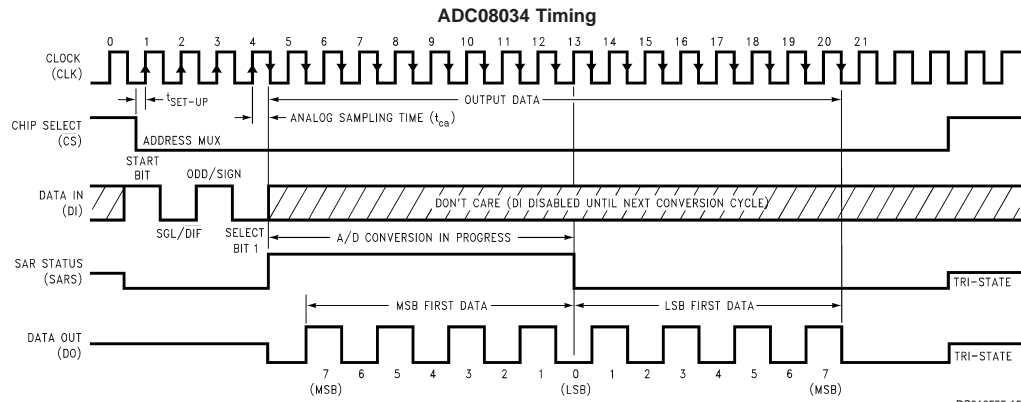 ADC08034 Timing
0 1 2 3 4 5 6 7 8 9 10 11 12 13 14 15 16 17 18 19 20 21
CLOCK
(CLK)
tSET-UP
OUTPUT DATA
ANALOG SAMPLING TIME (tca)
CHIP SELECT
(CS)
ADDRESS MUX
START
BIT
ODD/SIGN
DATA IN
(DI)
DON'T CARE (DI DISABLED UNTIL NEXT CONVERSION CYCLE)
SGL/DIF
SELECT
BIT 1
A/D CONVERSION IN PROGRESS
SAR STATUS
(SARS)
TRI-STATE
MSB FIRST DATA
LSB FIRST DATA
DATA OUT
(DO)
TRI-STATE
7 6 5 4 3 2 1 0 1 2 3 4 5 6 7
(MSB) (LSB) (MSB)